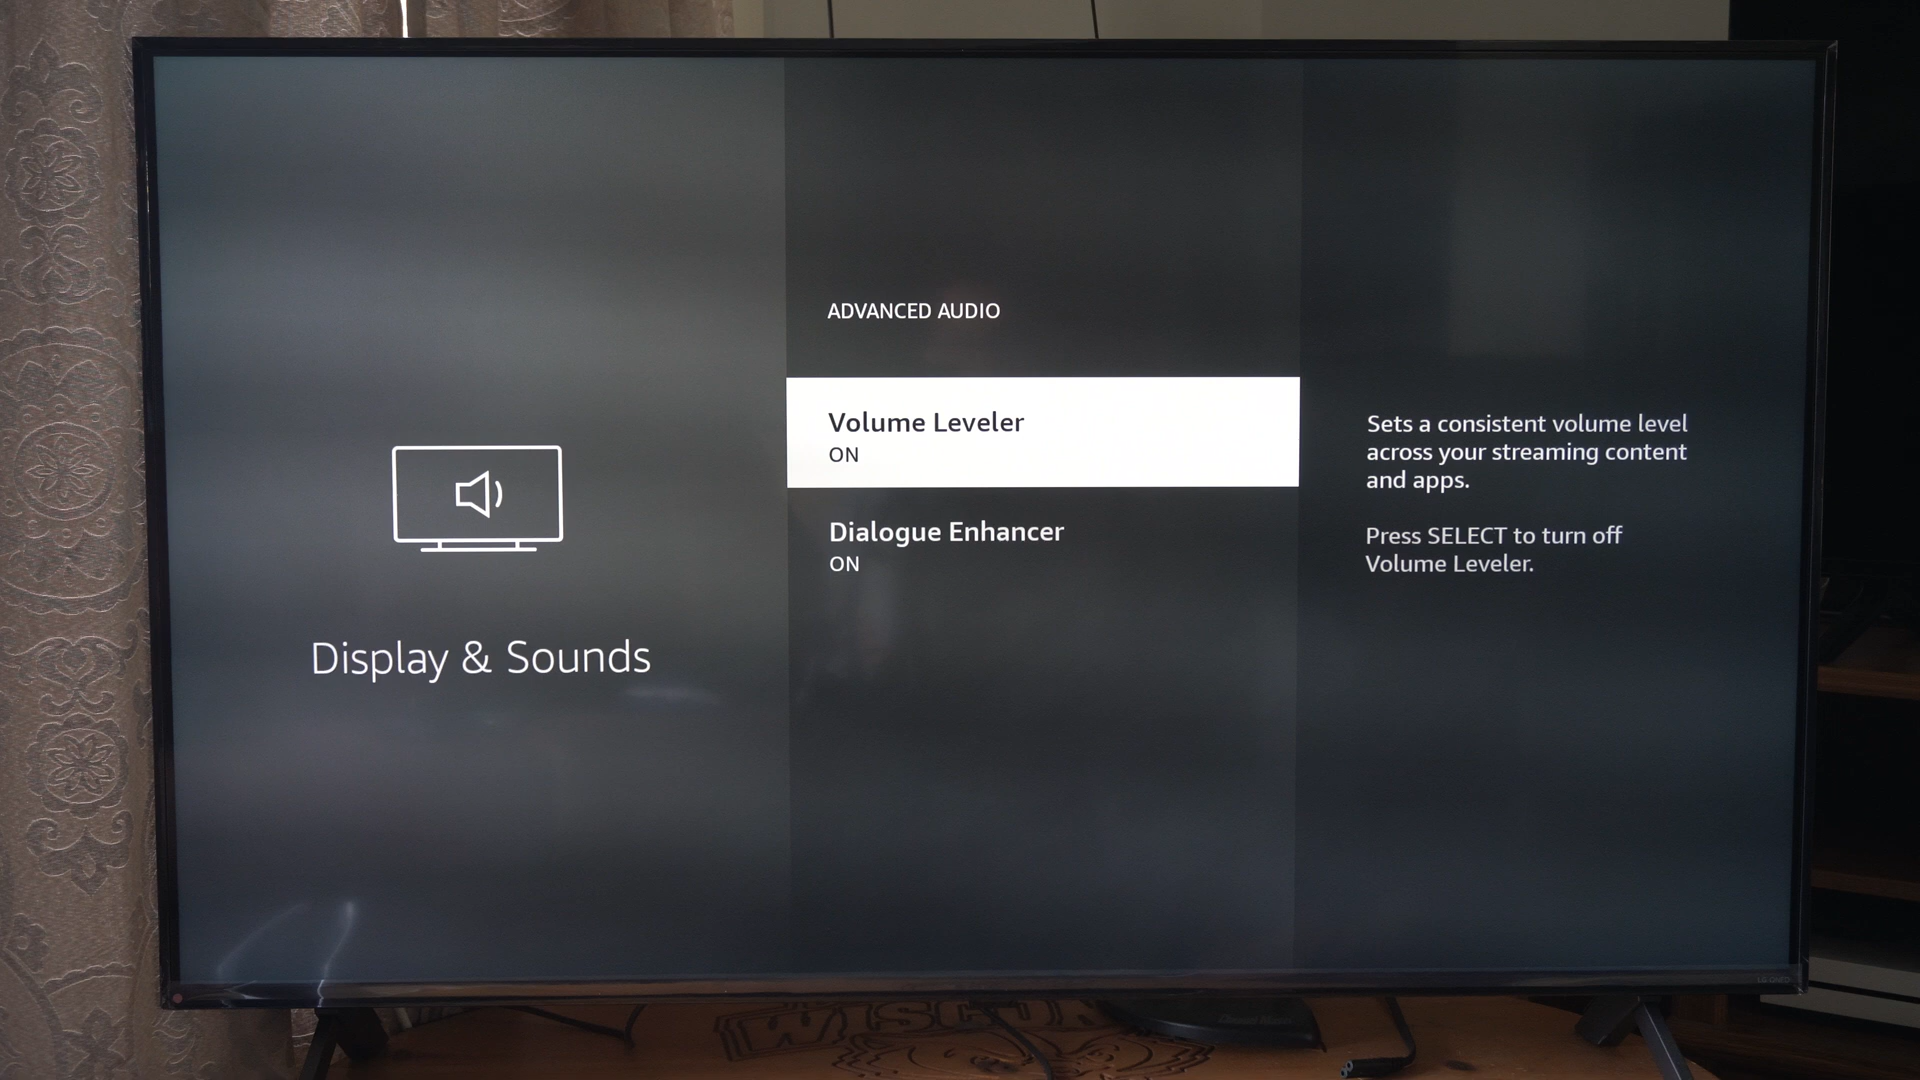 ADVANCED AUDIO
Volume Leveler
ON
Dialogue Enhancer
ON
Sets a consistent volume level
across your streaming content
and apps.
Press SELECT to turn off
Volume Leveler.
Display & Sounds